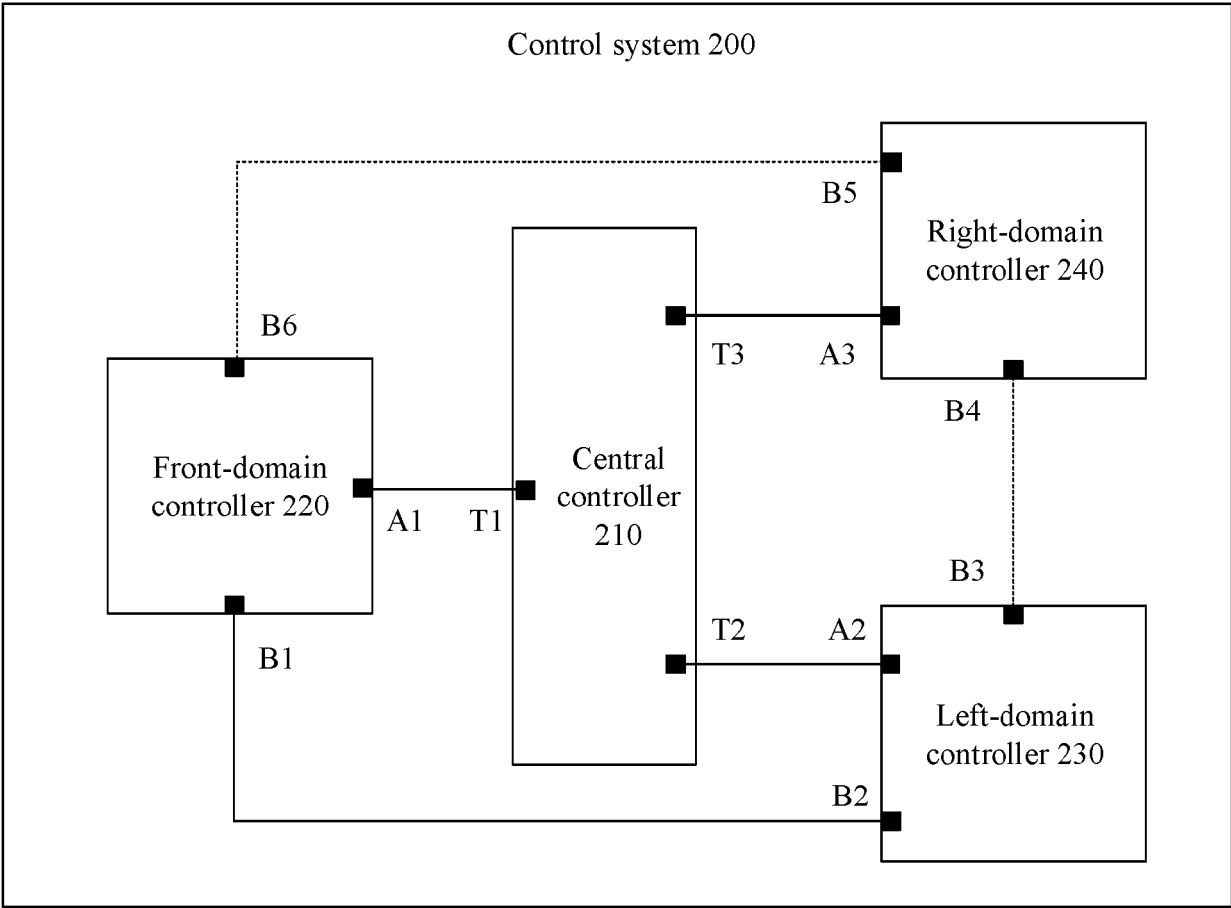 Control system 200
B5
Right-domain
controller 240
B6
T3
A3
B4
Front-domain
controller 220
A1
T1
Central
controller
210
B3
T2
A2
B1
Left-domain
controller 230
B2